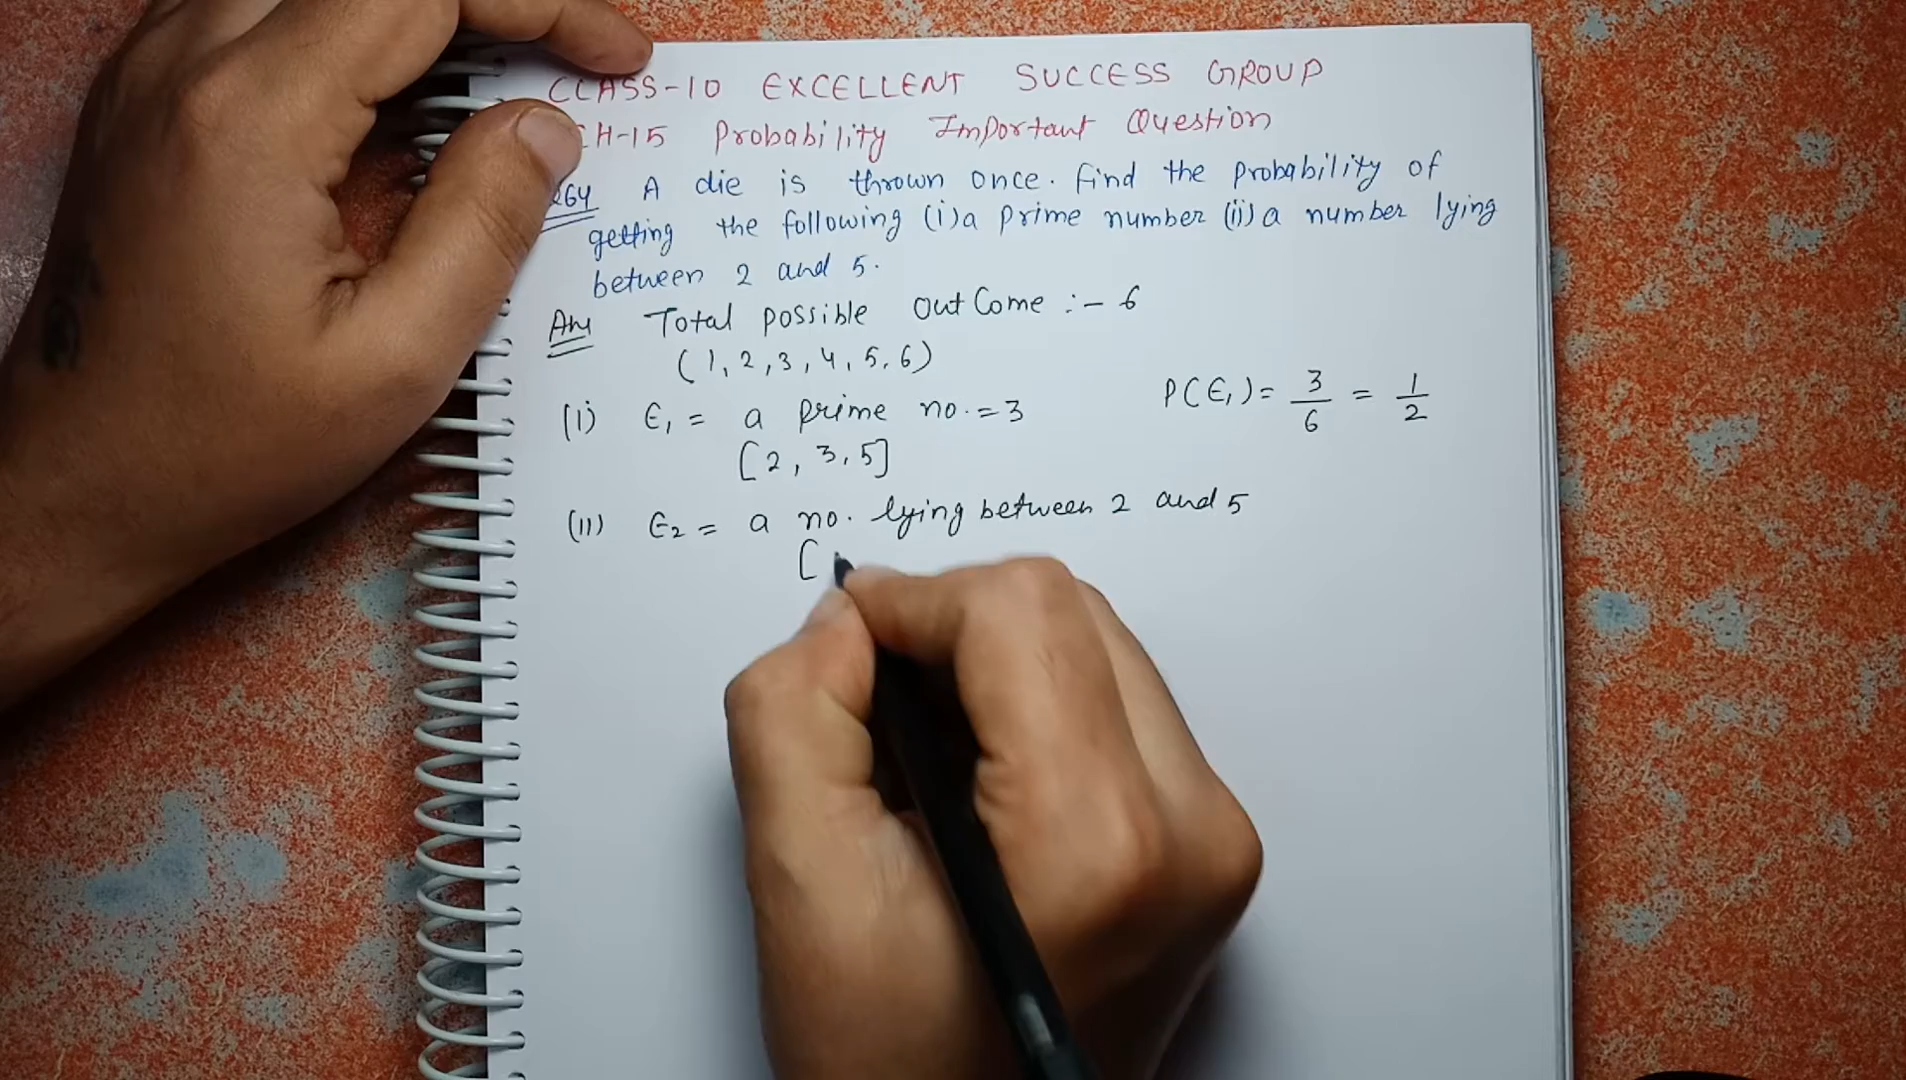 CLASS-10 EXCELLENT SUCCESS GROUP
CH-15 Probability Important Question
264 A die is thrown once. Find the probability of
getting the following (i) a prime number (ii) a number lying
between 2 and 5.
Ans Total possible outcome :- 6
(1, 2, 3, 4, 5, 6)
(i) E₁ = a prime no. = 3 P(E₁) = 3/6 = 1/2
[2, 3, 5]
(ii) E₂ = a no. lying between 2 and 5
[